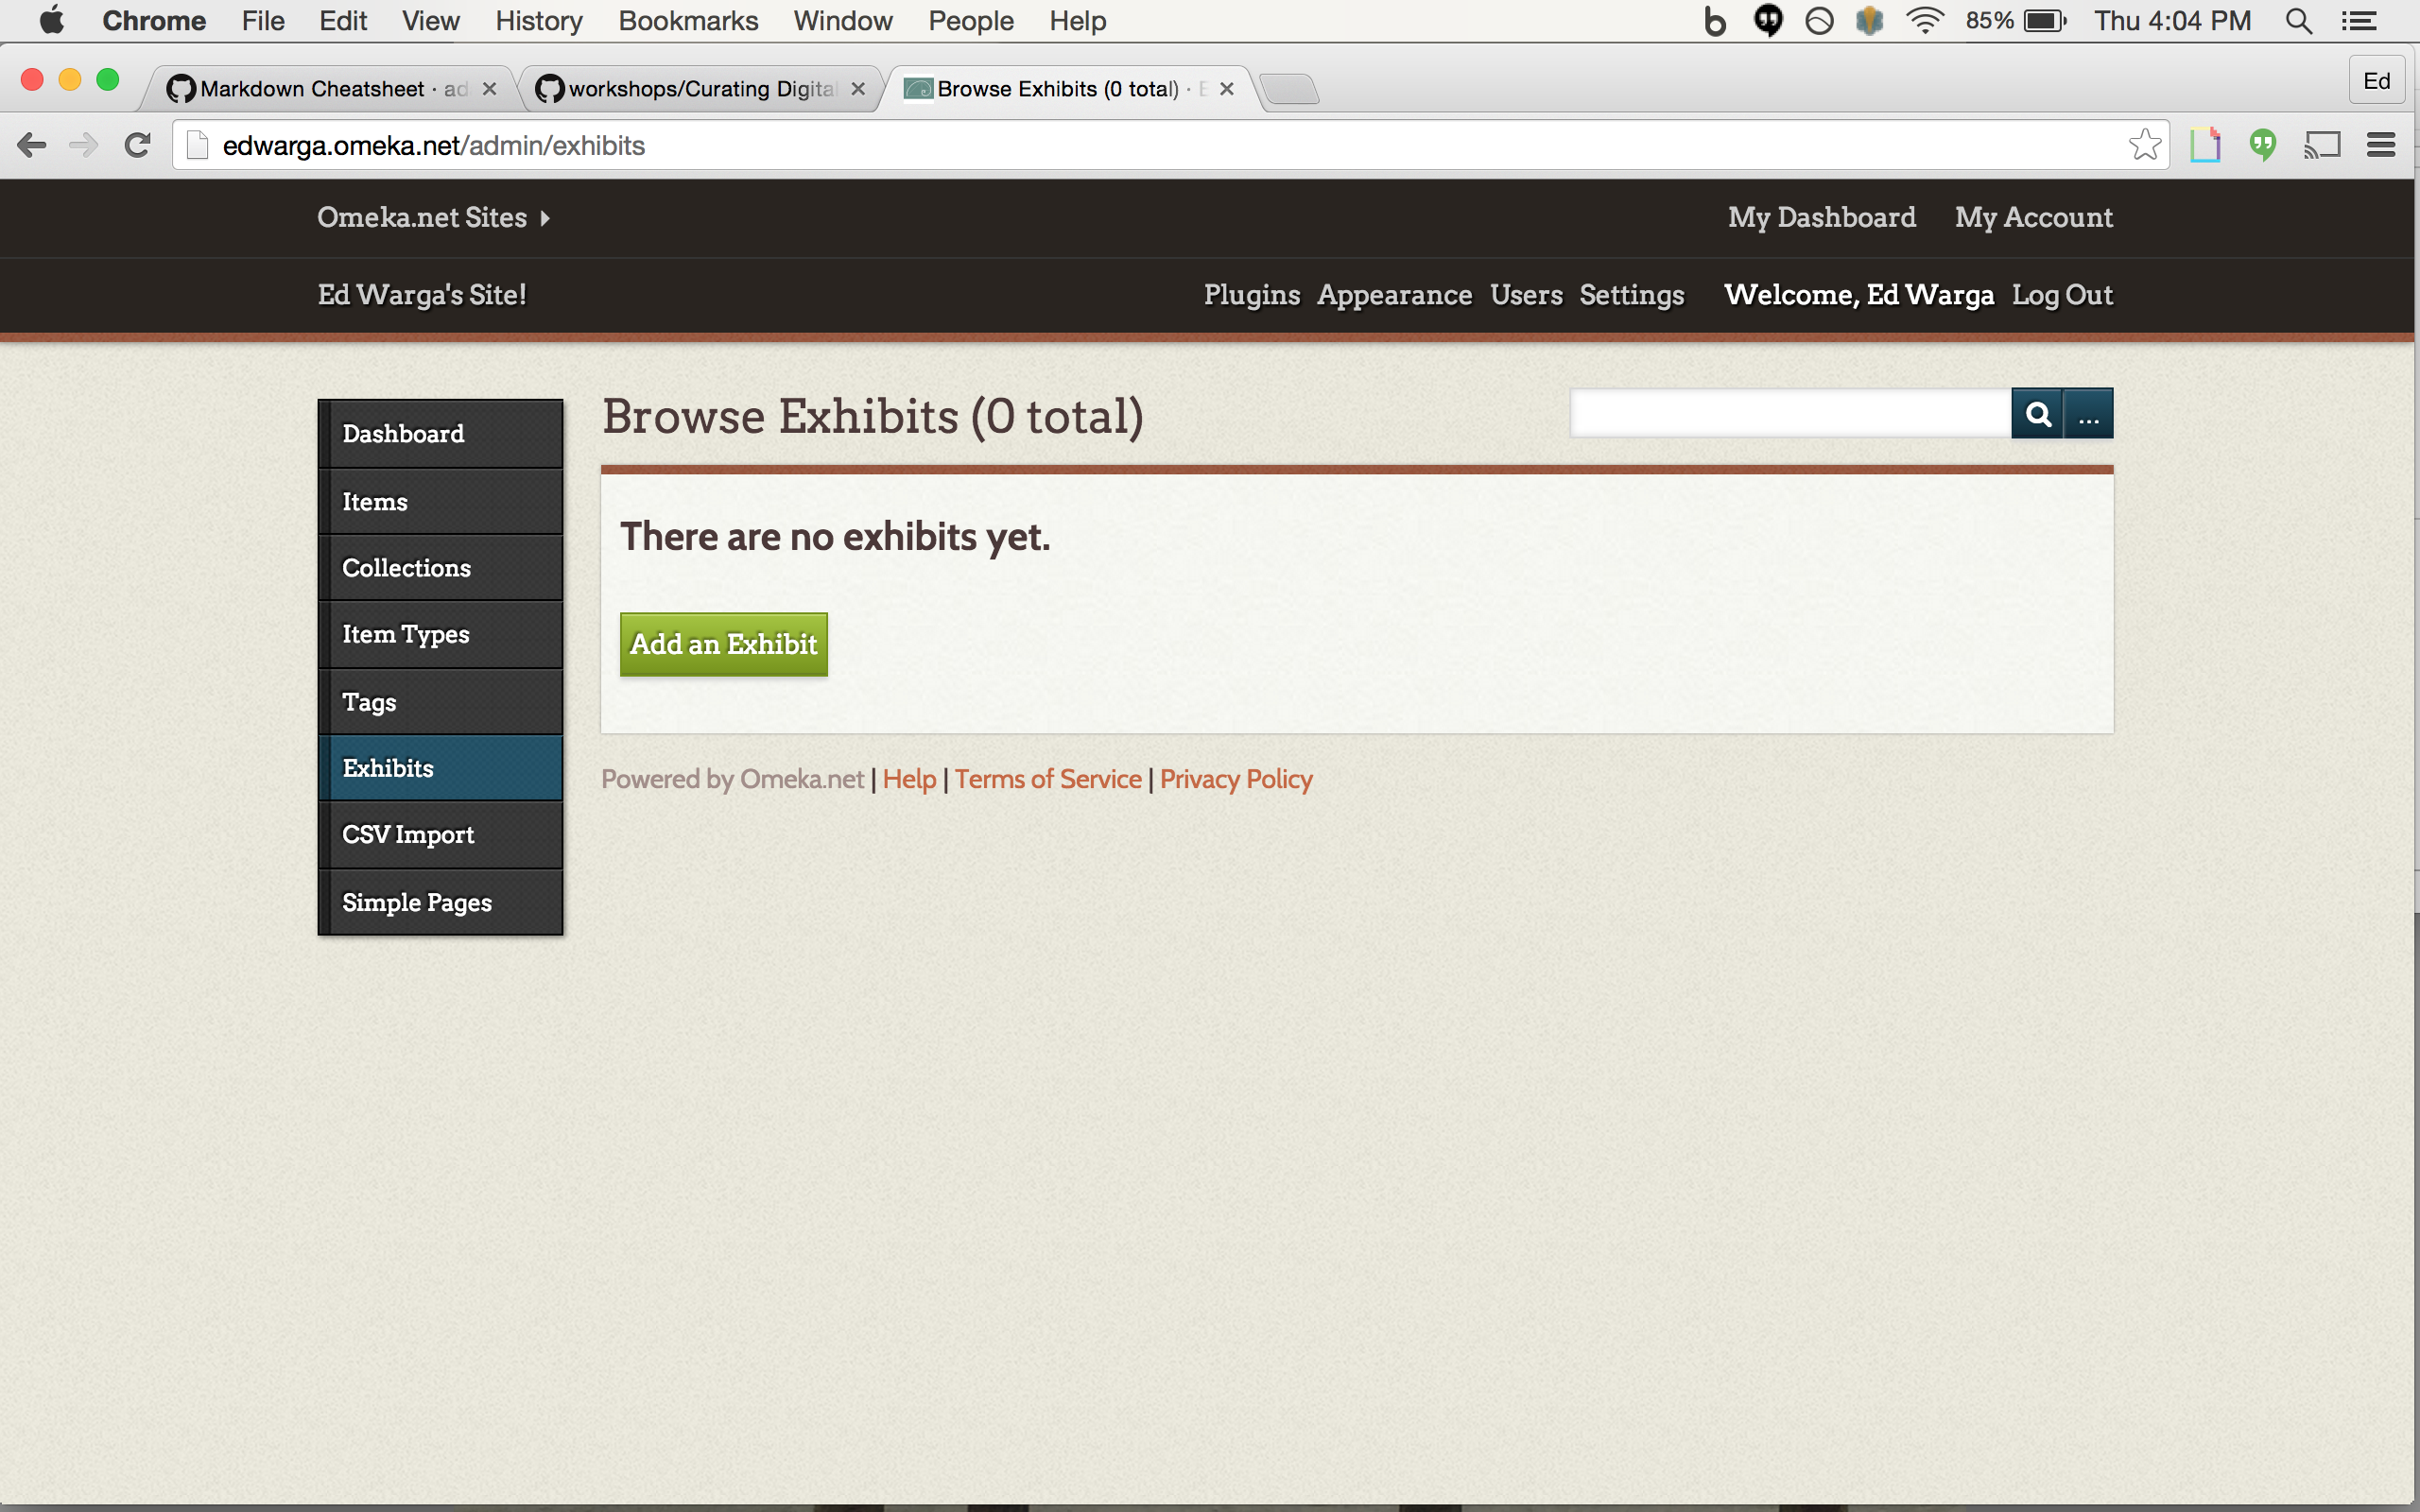 Chrome File Edit View History Bookmarks Window People Help 85% Thu 4:04 PM
Markdown Cheatsheet · ad workshops/Curating Digital Browse Exhibits (0 total) · E Ed
edwarga.omeka.net/admin/exhibits
Omeka.net Sites My Dashboard My Account
Ed Warga's Site! Plugins Appearance Users Settings Welcome, Ed Warga Log Out
Browse Exhibits (0 total) ...
Dashboard
Items
Collections
Item Types
Tags
Exhibits
CSV Import
Simple Pages
There are no exhibits yet.
Add an Exhibit
Powered by Omeka.net | Help | Terms of Service | Privacy Policy